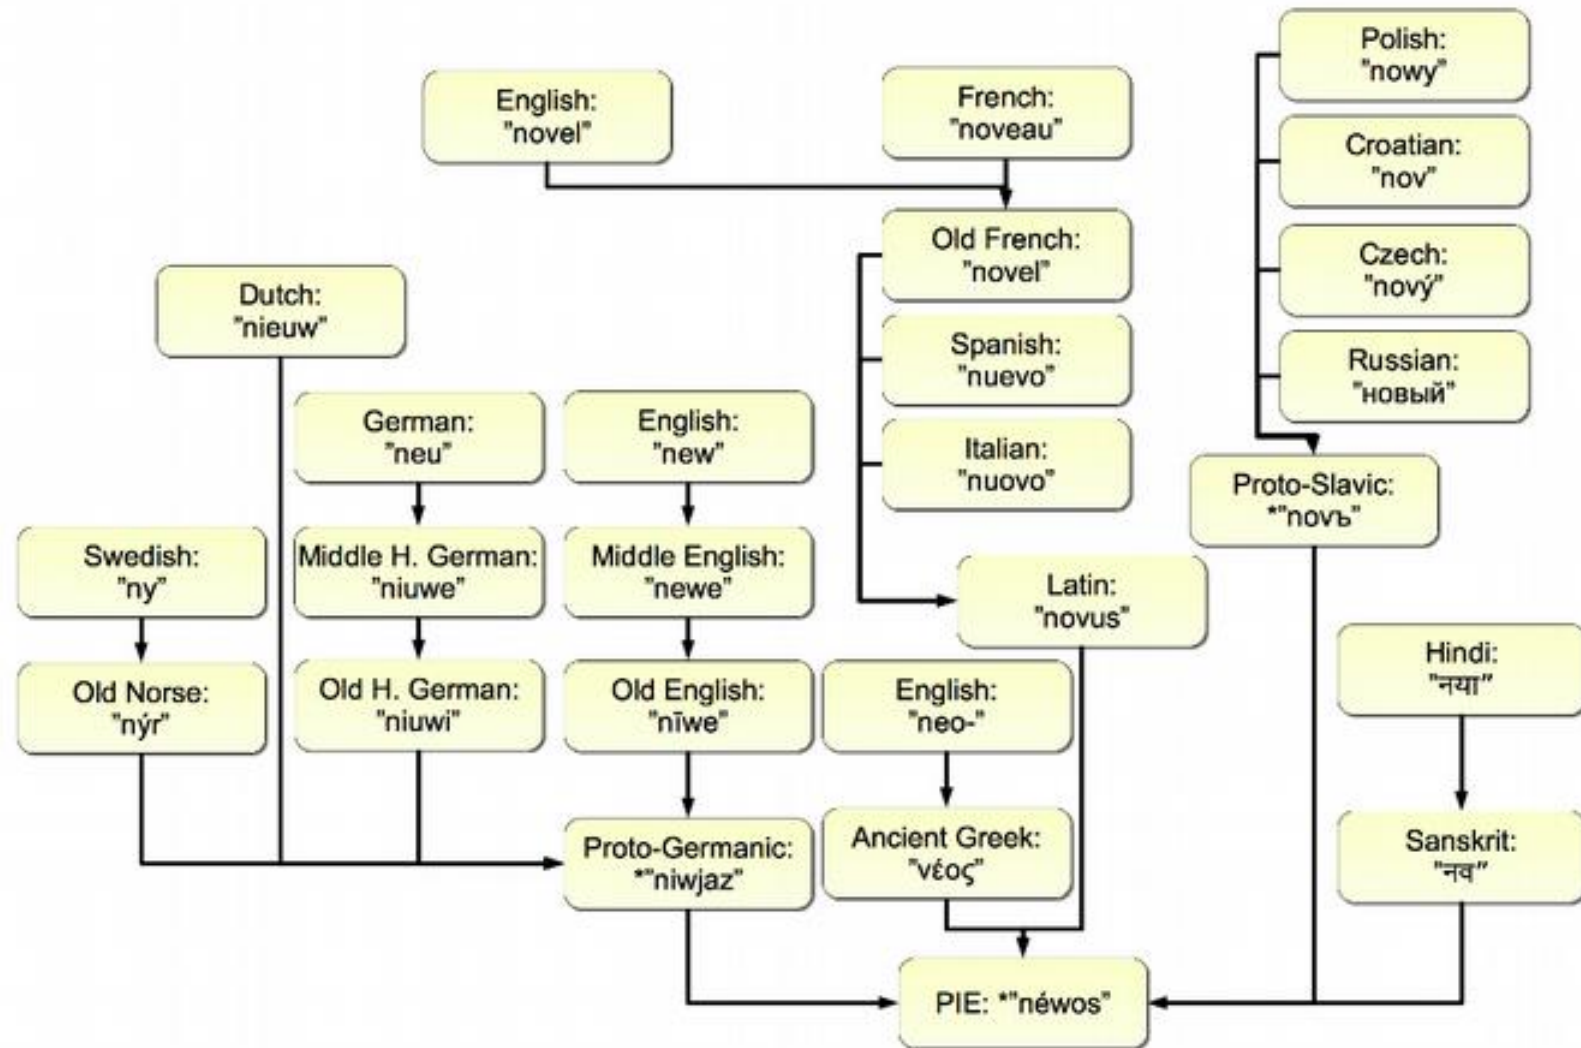 Polish:
"nowy"
English:
"novel"
French:
"noveau"
Croatian:
"nov"
Old French:
"novel"
Czech:
"nový"
Dutch:
"nieuw"
Spanish:
"nuevo"
Russian:
"новый"
German:
"neu"
English:
"new"
Italian:
"nuovo"
Proto-Slavic:
*"novъ"
Swedish:
"ny"
Middle H. German:
"niuwe"
Middle English:
"newe"
Latin:
"novus"
Hindi:
"नया"
Old Norse:
"nýr"
Old H. German:
"niuwi"
Old English:
"nīwe"
English:
"neo-"
Proto-Germanic:
*"niwjaz"
Ancient Greek:
"νέος"
Sanskrit:
"नव"
PIE: *"néwos"